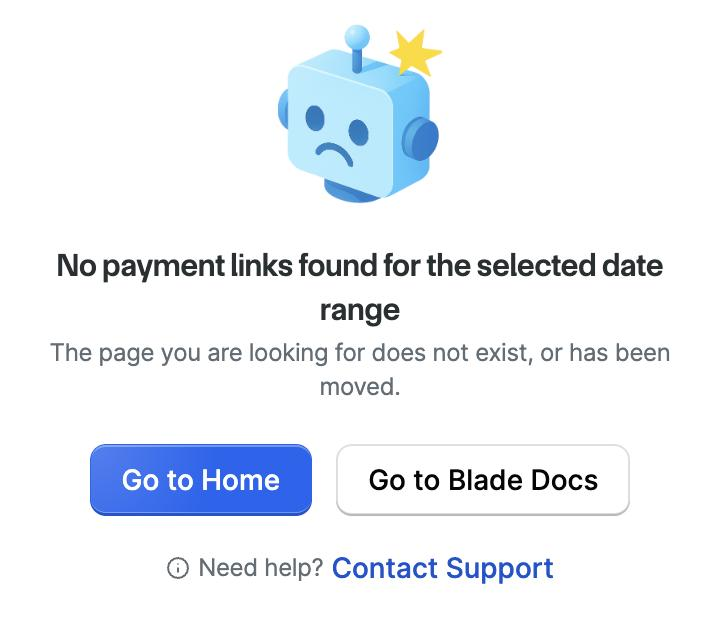 No payment links found for the selected date
range
The page you are looking for does not exist, or has been
moved.
Go to Home
Go to Blade Docs
Need help? Contact Support